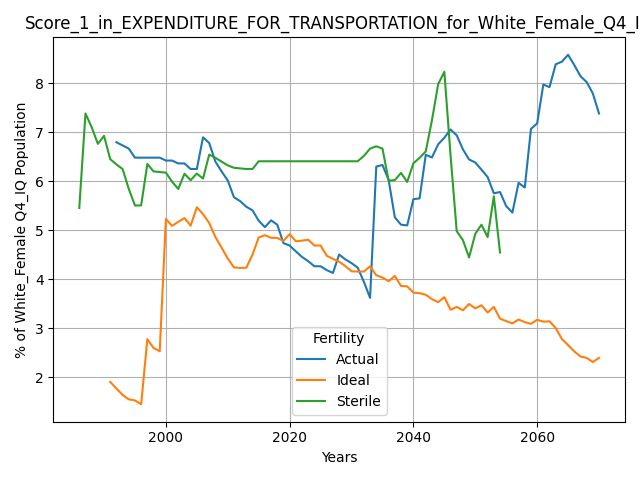 Score_1_in_EXPENDITURE_FOR_TRANSPORTATION_for_White_Female_Q4_I
% of White_Female Q4_IQ Population
8
7
6
5
4
3
2
Fertility
Actual
Ideal
Sterile
2000
2020
2040
2060
Years